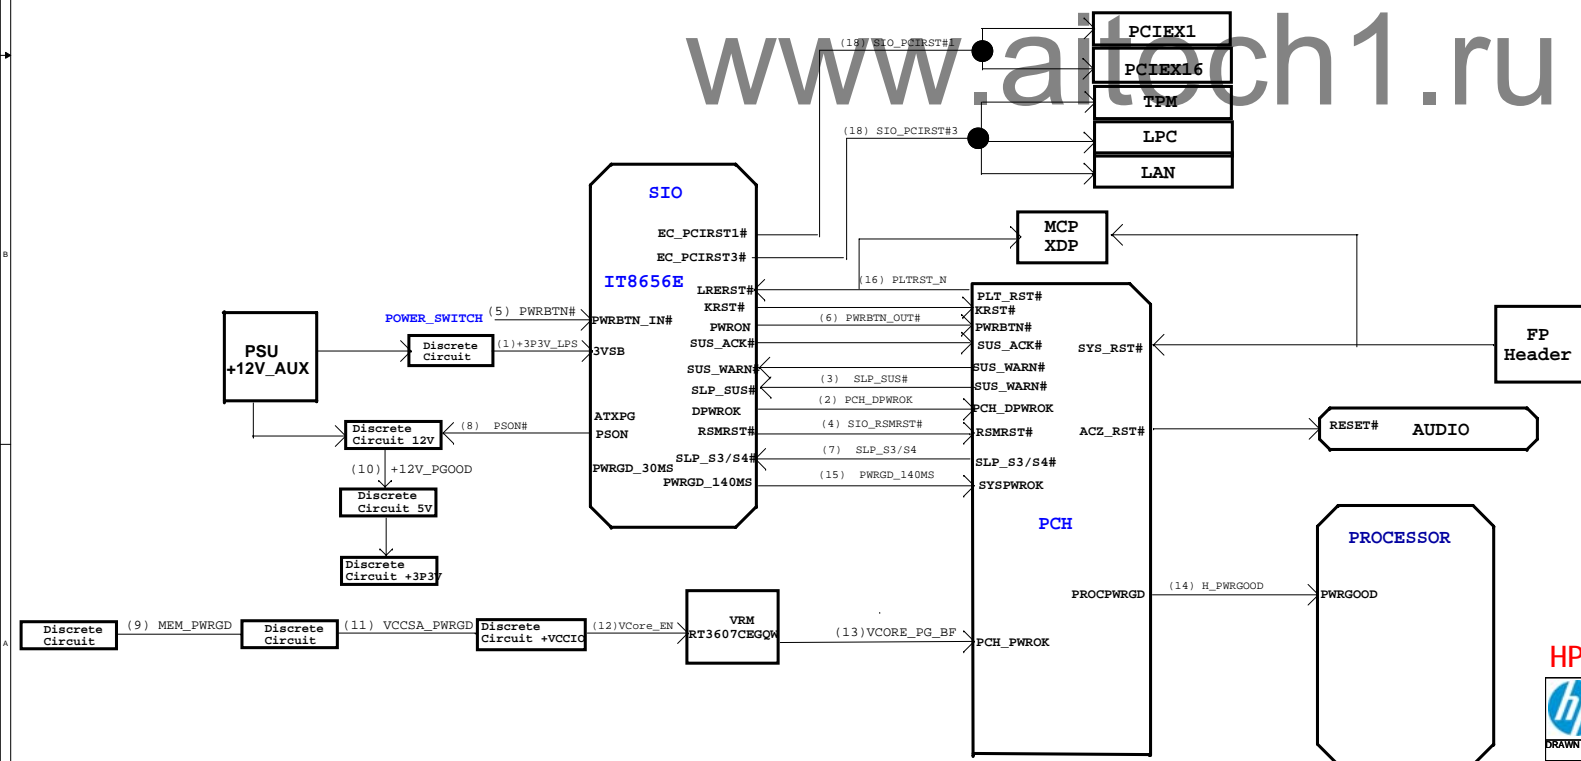 www.aitech1.ru
(18) SIO_PCIRST#1
PCIEX1
PCIEX16
TPM
(18) SIO_PCIRST#3
LPC
LAN
SIO
EC_PCIRST1#
EC_PCIRST3#
IT8656E
LRERST#
KRST#
PWRBTN_IN#
PWRON
SUS_ACK#
3VSB
SUS_WARN#
SLP_SUS#
DPWROK
ATXPG
PSON
RSMRST#
SLP_S3/S4#
PWRGD_30MS
PWRGD_140MS
MCP
XDP
(16) PLTRST_N
(6) PWRBTN_OUT#
(3) SLP_SUS#
(2) PCH_DPWROK
(4) SIO_RSMRST#
(7) SLP_S3/S4
(15) PWRGD_140MS
PLT_RST#
KRST#
PWRBTN#
SUS_ACK#
SYS_RST#
SUS_WARN#
SUS_WARN#
PCH_DPWROK
RSMRST#
ACZ_RST#
SLP_S3/S4#
SYSPWROK
PCH
PROCPWRGD
PCH_PWROK
POWER_SWITCH
(5) PWRBTN#
PSU
+12V_AUX
Discrete
Circuit
(1)+3P3V_LPS
Discrete
Circuit 12V
(8) PSON#
(10) +12V_PGOOD
Discrete
Circuit 5V
Discrete
Circuit +3P3V
Discrete
Circuit
(9) MEM_PWRGD
Discrete
Circuit
(11) VCCSA_PWRGD
Discrete
Circuit +VCCIO
(12)VCore_EN
VRM
RT3607CEGQW
(13)VCORE_PG_BF
FP
Header
RESET#
AUDIO
PROCESSOR
(14) H_PWRGOOD
PWRGOOD
B
A
HP
hp
DRAWN